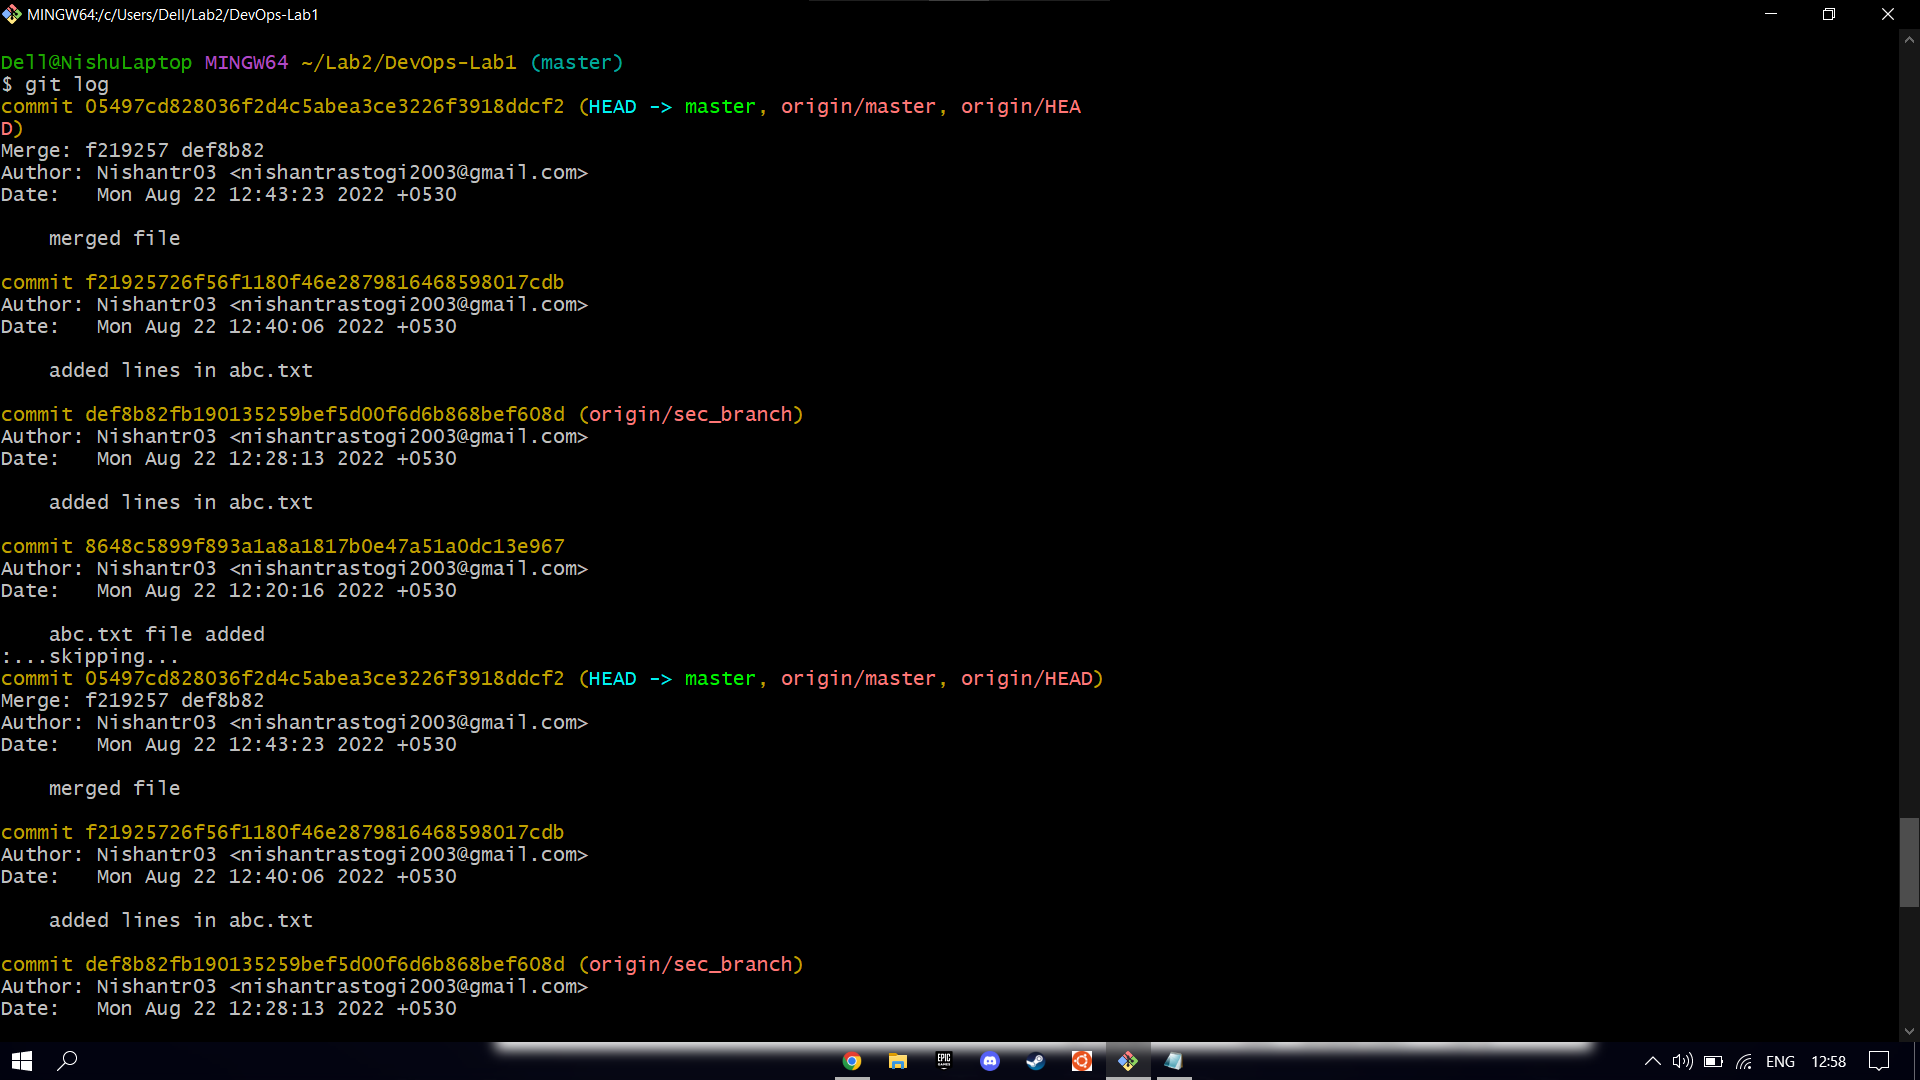 MINGW64:/c/Users/Dell/Lab2/DevOps-Lab1
Dell@NishuLaptop MINGW64 ~/Lab2/DevOps-Lab1 (master)
$ git log
commit 05497cd828036f2d4c5abea3ce3226f3918ddcf2 (HEAD -> master, origin/master, origin/HEA
D)
Merge: f219257 def8b82
Author: Nishantr03 <nishantrastogi2003@gmail.com>
Date:   Mon Aug 22 12:43:23 2022 +0530
    merged file
commit f21925726f56f1180f46e2879816468598017cdb
Author: Nishantr03 <nishantrastogi2003@gmail.com>
Date:   Mon Aug 22 12:40:06 2022 +0530
    added lines in abc.txt
commit def8b82fb190135259bef5d00f6d6b868bef608d (origin/sec_branch)
Author: Nishantr03 <nishantrastogi2003@gmail.com>
Date:   Mon Aug 22 12:28:13 2022 +0530
    added lines in abc.txt
commit 8648c5899f893a1a8a1817b0e47a51a0dc13e967
Author: Nishantr03 <nishantrastogi2003@gmail.com>
Date:   Mon Aug 22 12:20:16 2022 +0530
    abc.txt file added
:...skipping...
commit 05497cd828036f2d4c5abea3ce3226f3918ddcf2 (HEAD -> master, origin/master, origin/HEAD)
Merge: f219257 def8b82
Author: Nishantr03 <nishantrastogi2003@gmail.com>
Date:   Mon Aug 22 12:43:23 2022 +0530
    merged file
commit f21925726f56f1180f46e2879816468598017cdb
Author: Nishantr03 <nishantrastogi2003@gmail.com>
Date:   Mon Aug 22 12:40:06 2022 +0530
    added lines in abc.txt
commit def8b82fb190135259bef5d00f6d6b868bef608d (origin/sec_branch)
Author: Nishantr03 <nishantrastogi2003@gmail.com>
Date:   Mon Aug 22 12:28:13 2022 +0530
EPIC GAMES
ENG
12:58